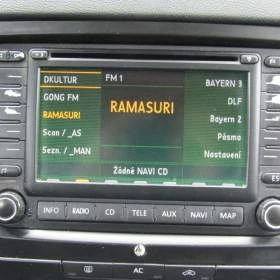 DKULTUR
FM 1
BAYERN 3
GONG FM
DLF
RAMASURI
RAMASURI
Bayern 2
Scan / _AS
Pásmo
Sezn. / _MAN
Nastavení
Žádné NAVI CD
ES
INFO RADIO CD TELE AUX NAVI MAP
AC